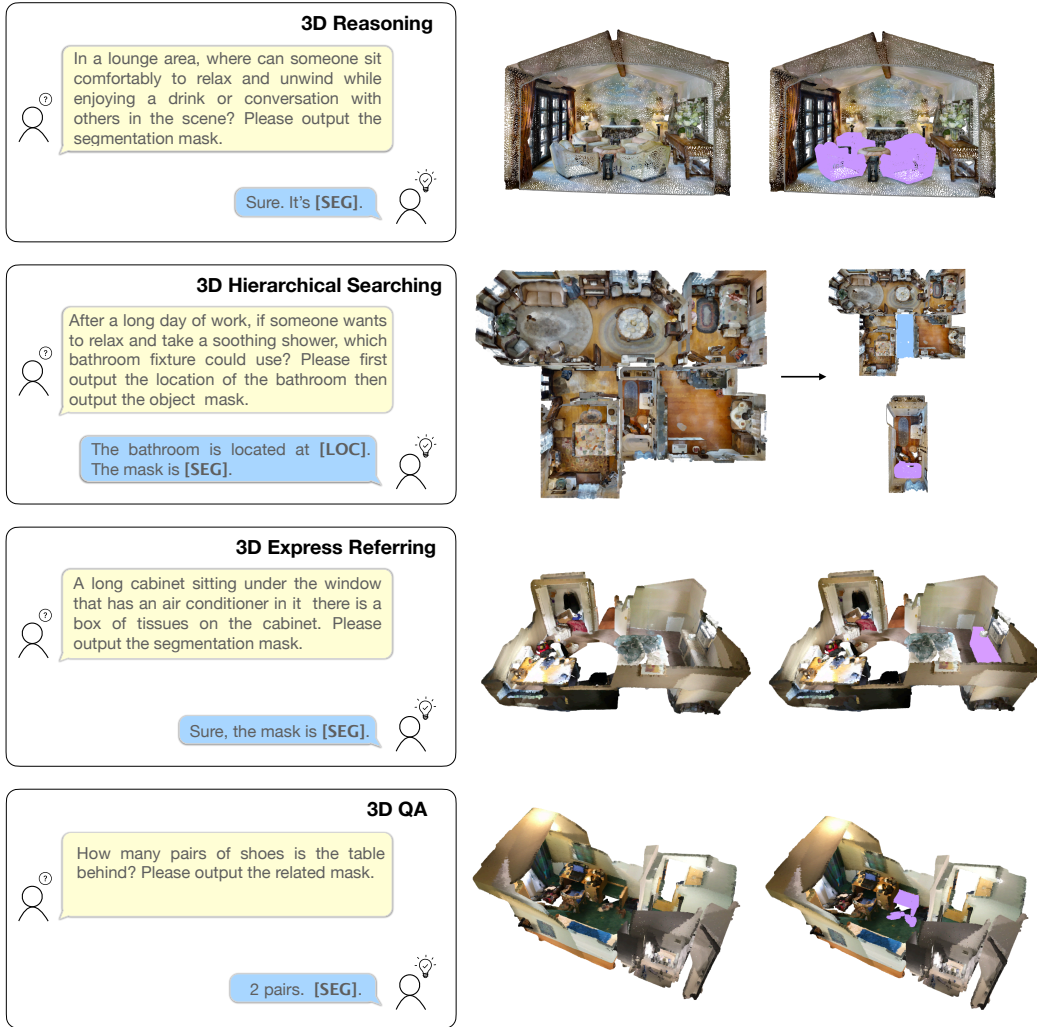 3D Reasoning
?
In a lounge area, where can someone sit
comfortably to relax and unwind while
enjoying a drink or conversation with
others in the scene? Please output the
segmentation mask.
Sure. It's [SEG].
3D Hierarchical Searching
?
After a long day of work, if someone wants
to relax and take a soothing shower, which
bathroom fixture could use? Please first
output the location of the bathroom then
output the object mask.
The bathroom is located at [LOC].
The mask is [SEG].
3D Express Referring
?
A long cabinet sitting under the window
that has an air conditioner in it there is a
box of tissues on the cabinet. Please
output the segmentation mask.
Sure, the mask is [SEG].
3D QA
?
How many pairs of shoes is the table
behind? Please output the related mask.
2 pairs. [SEG].